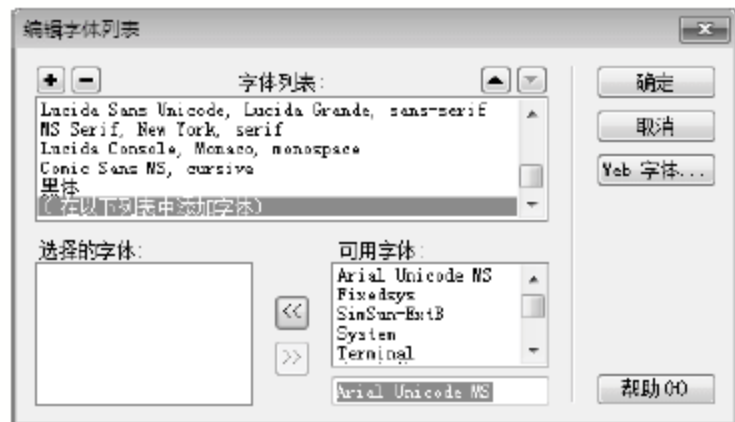 编辑字体列表
字体列表:
Lucida Sans Unicode, Lucida Grande, sans-serif
MS Serif, New York, serif
Lucida Console, Monaco, monospace
Comic Sans MS, cursive
黑体
(在以下列表中添加字体)
确定
取消
Web 字体...
选择的字体:
可用字体:
Arial Unicode MS
Fixedsys
SimSun-ExtB
System
Terminal
<<
>>
Arial Unicode MS
帮助(H)